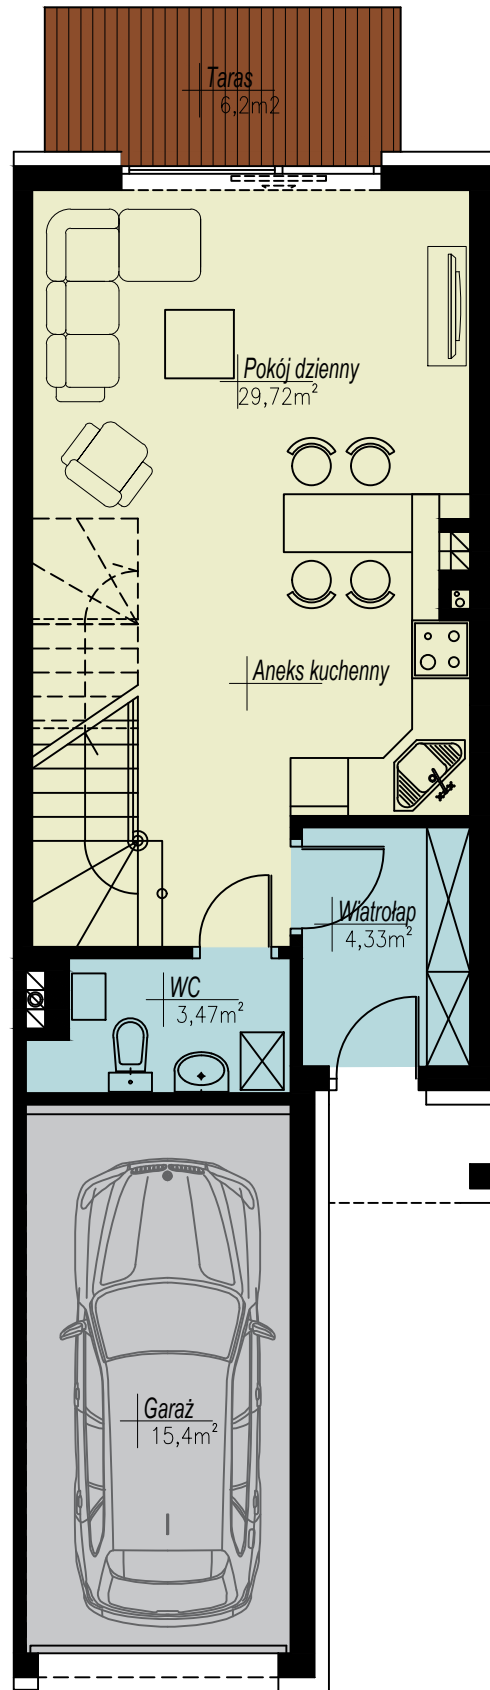 Taras
6,2m2
Pokój dzienny
29,72m²
Aneks kuchenny
Wiatrołap
4,33m²
WC
3,47m²
Garaż
15,4m²